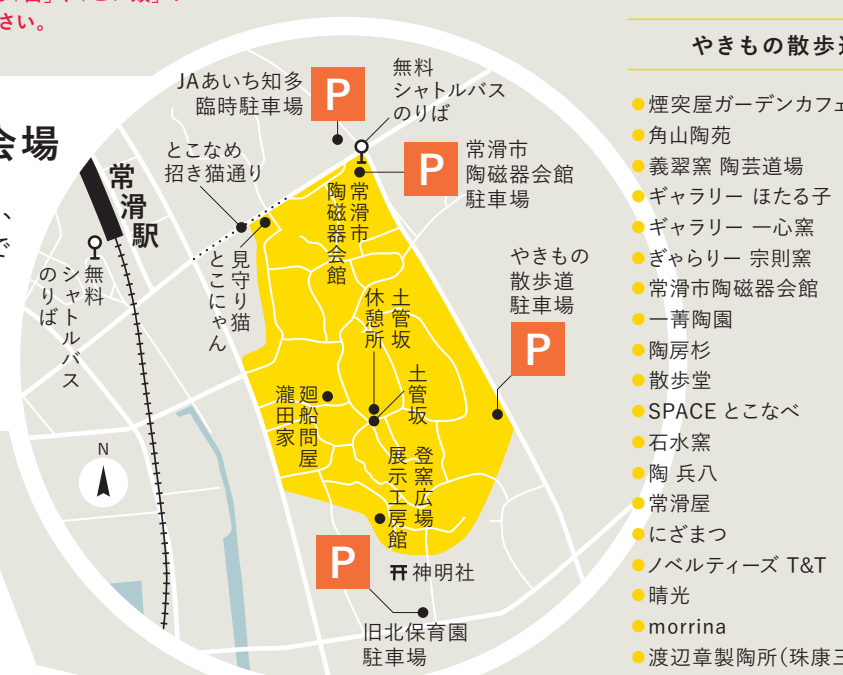 さい。
会場
、
で
JAあいち知多
臨時駐車場
P
無料
シャトルバス
のりば
P
常滑市
陶磁器会館
駐車場
とこなめ
招き猫通り
常滑駅
無料
シャトルバス
のりば
常滑市
陶磁器会館
見守り猫
とこにゃん
やきもの
散歩道
駐車場
P
土管坂
休憩所
土管坂
廻船問屋
瀧田家
登窯広場
展示工房館
N
P
神明社
旧北保育園
駐車場
やきもの散歩
煙突屋ガーデンカフェ
角山陶苑
義翠窯 陶芸道場
ギャラリー ほたる子
ギャラリー 一心窯
ぎゃらりー 宗則窯
常滑市陶磁器会館
一菁陶園
陶房杉
散歩堂
SPACE とこなべ
石水窯
陶 兵八
常滑屋
にざまつ
ノベルティーズ T&T
晴光
morrina
渡辺章製陶所(珠康三